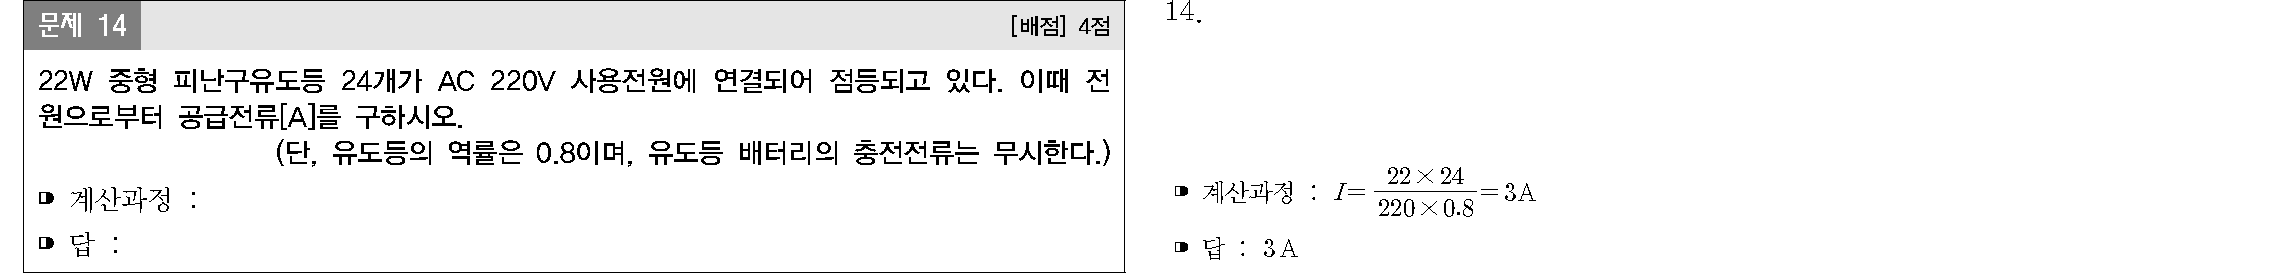 문제 14
[배점] 4점
22W 중형 피난구유도등 24개가 AC 220V 사용전원에 연결되어 점등되고 있다. 이때 전
원으로부터 공급전류[A]를 구하시오.
(단, 유도등의 역률은 0.8이며, 유도등 배터리의 충전전류는 무시한다.)
계산과정 :
답 :
14.
계산과정 : I = \frac{22×24}{220×0.8} = 3A
답 : 3A